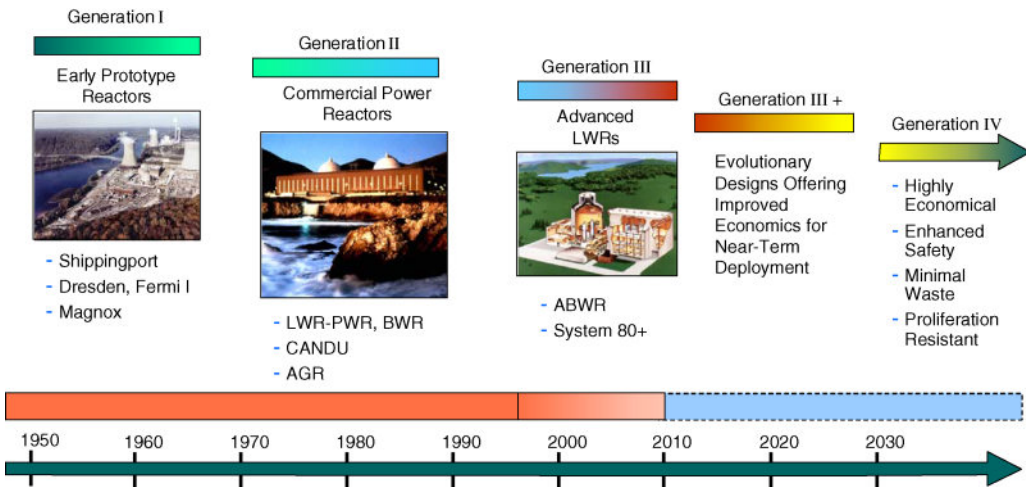 Generation I
Early Prototype
Reactors
- Shippingport
- Dresden, Fermi I
- Magnox
Generation II
Commercial Power
Reactors
- LWR-PWR, BWR
- CANDU
- AGR
Generation III
Advanced
LWRs
- ABWR
- System 80+
Generation III +
Evolutionary
Designs Offering
Improved
Economics for
Near-Term
Deployment
Generation IV
- Highly
Economical
- Enhanced
Safety
- Minimal
Waste
- Proliferation
Resistant
1950 1960 1970 1980 1990 2000 2010 2020 2030